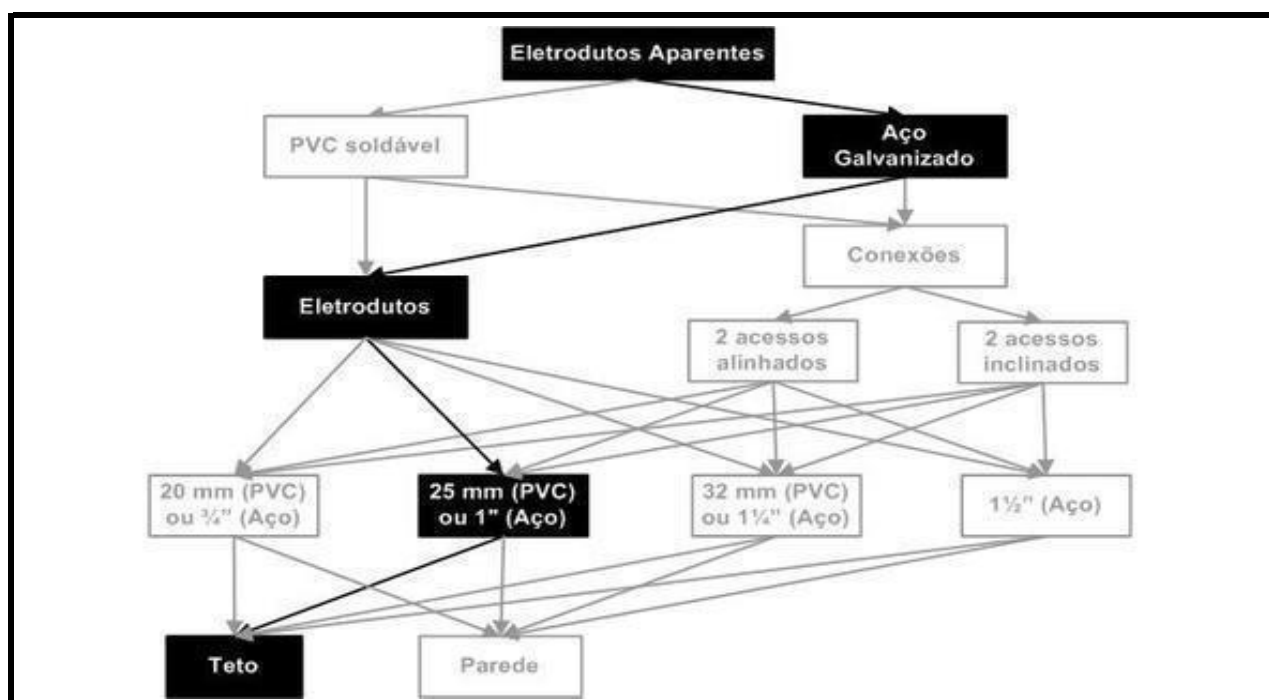 Eletrodutos Aparentes
PVC soldável
Aço
Galvanizado
Conexões
Eletrodutos
2 acessos
alinhados
2 acessos
inclinados
20 mm (PVC)
ou ¾" (Aço)
25 mm (PVC)
ou 1" (Aço)
32 mm (PVC)
ou 1¼" (Aço)
1½" (Aço)
Teto
Parede